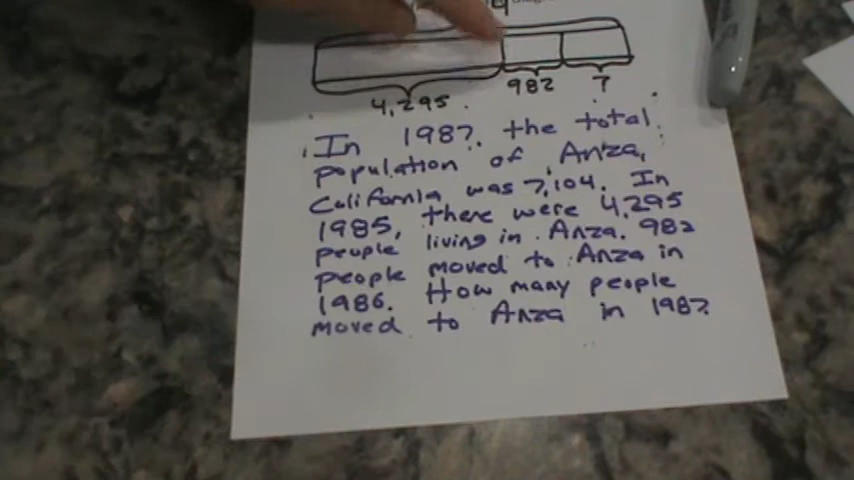 4,295 982 7
In 1987, the total
population of Anza,
California was 7,104. In
1985, there were 4,295
people living in Anza. 982
people moved to Anza in
1986. How many people
moved to Anza in 1987